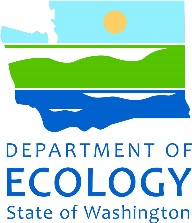 DEPARTMENT OF
ECOLOGY
State of Washington